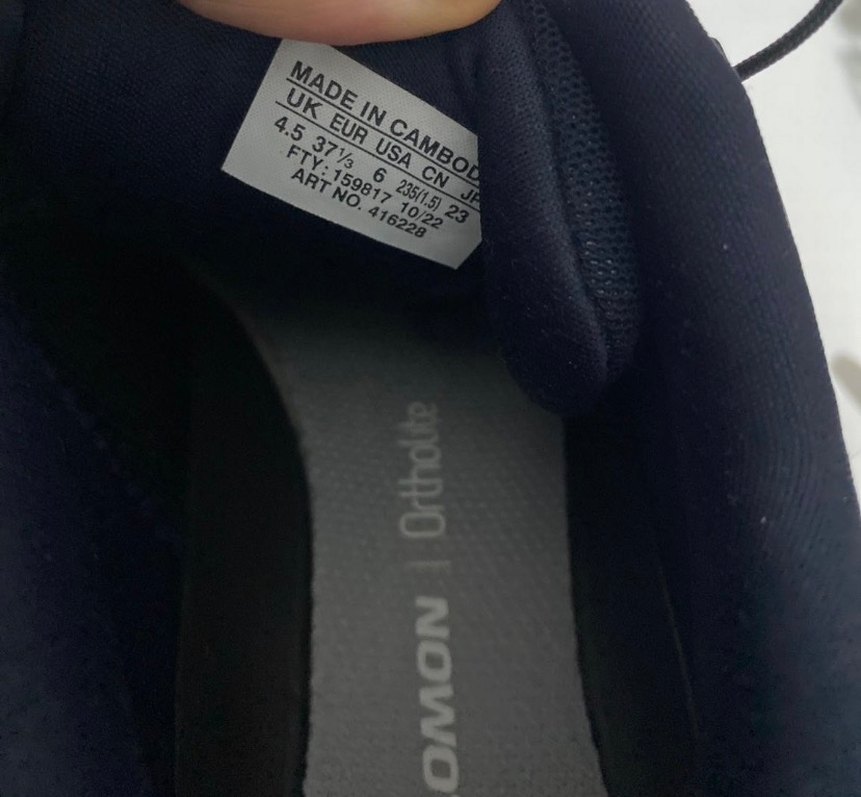 MADE IN CAMBOD
UK EUR USA CN JP
4.5 37⅓ 6 235(1.5) 23
FTY: 159817 10/22
ART NO. 416228
Ortholite
OMON